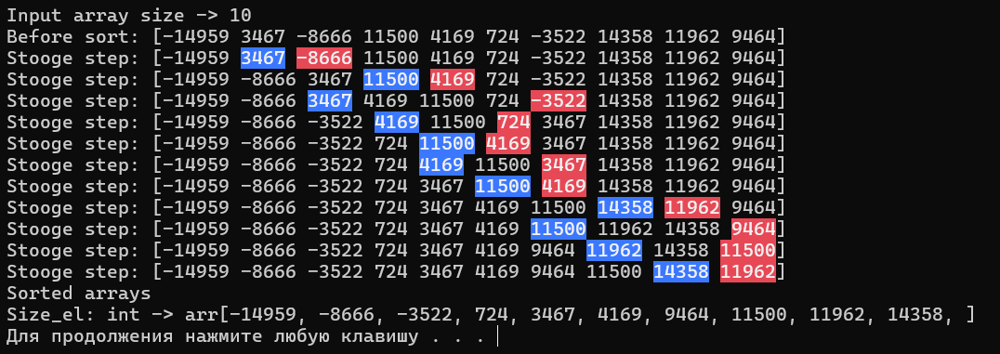 Input array size -> 10
Before sort: [-14959 3467 -8666 11500 4169 724 -3522 14358 11962 9464]
Stooge step: [-14959 3467 -8666 11500 4169 724 -3522 14358 11962 9464]
Stooge step: [-14959 -8666 3467 11500 4169 724 -3522 14358 11962 9464]
Stooge step: [-14959 -8666 3467 4169 11500 724 -3522 14358 11962 9464]
Stooge step: [-14959 -8666 -3522 4169 11500 724 3467 14358 11962 9464]
Stooge step: [-14959 -8666 -3522 724 11500 4169 3467 14358 11962 9464]
Stooge step: [-14959 -8666 -3522 724 4169 11500 3467 14358 11962 9464]
Stooge step: [-14959 -8666 -3522 724 3467 11500 4169 14358 11962 9464]
Stooge step: [-14959 -8666 -3522 724 3467 4169 11500 14358 11962 9464]
Stooge step: [-14959 -8666 -3522 724 3467 4169 11500 11962 14358 9464]
Stooge step: [-14959 -8666 -3522 724 3467 4169 9464 11962 14358 11500]
Stooge step: [-14959 -8666 -3522 724 3467 4169 9464 11500 14358 11962]
Sorted arrays
Size_el: int -> arr[-14959, -8666, -3522, 724, 3467, 4169, 9464, 11500, 11962, 14358, ]
Для продолжения нажмите любую клавишу . . .